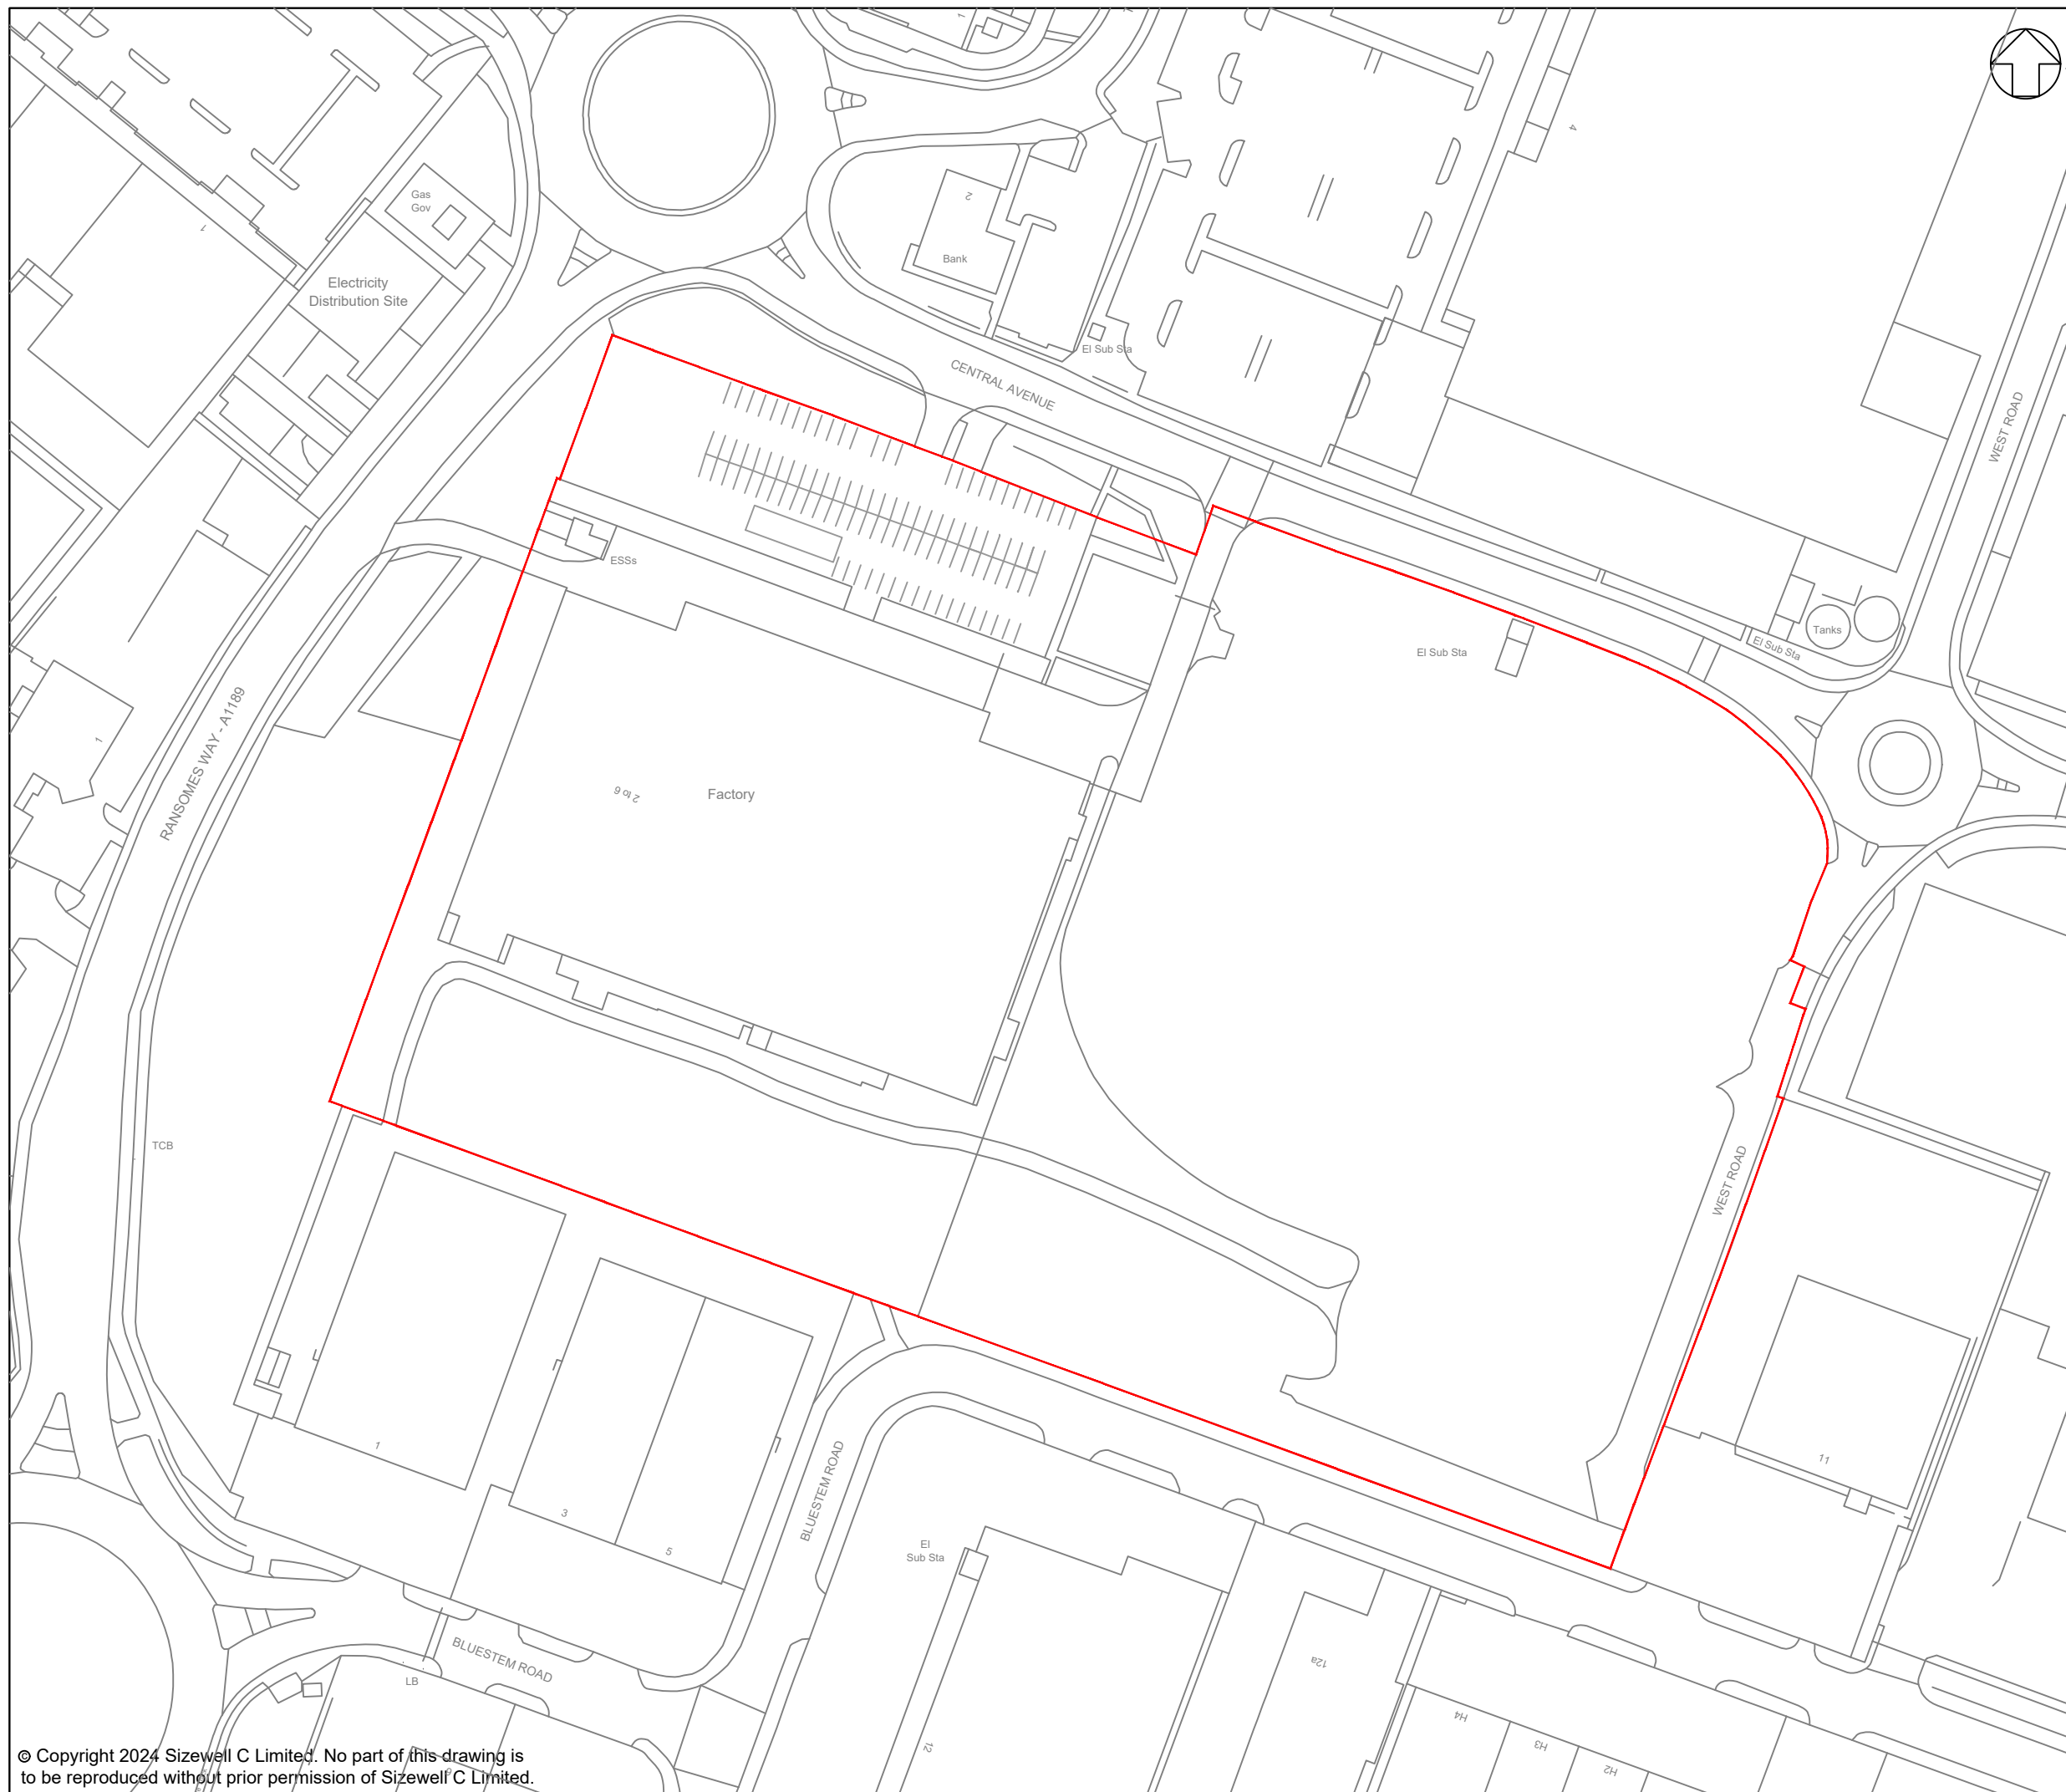 1
Gas
Gov
2
4
Bank
1
Electricity
Distribution Site
El Sub Sta
CENTRAL AVENUE
WEST ROAD
ESSs
Tanks
El Sub Sta
El Sub Sta
RANSOMES WAY - A1189
1
2 to 6
Factory
TCB
WEST ROAD
1
3
5
BLUESTEM ROAD
El
Sub Sta
11
BLUESTEM ROAD
LB
12a
12
H4
H3
H2
© Copyright 2024 Sizewell C Limited. No part of this drawing is
to be reproduced without prior permission of Sizewell C Limited.